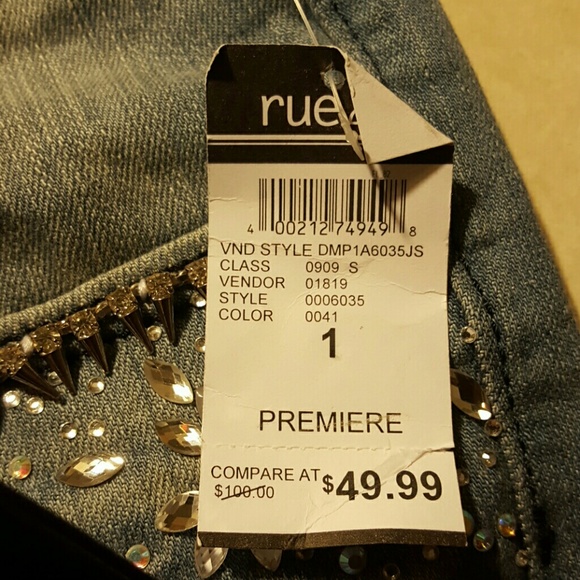 rue
4 00212 74949 8
VND STYLE DMP1A6035JS
CLASS 0909 S
VENDOR 01819
STYLE 0006035
COLOR 0041
1
PREMIERE
COMPARE AT
$100.00
$49.99